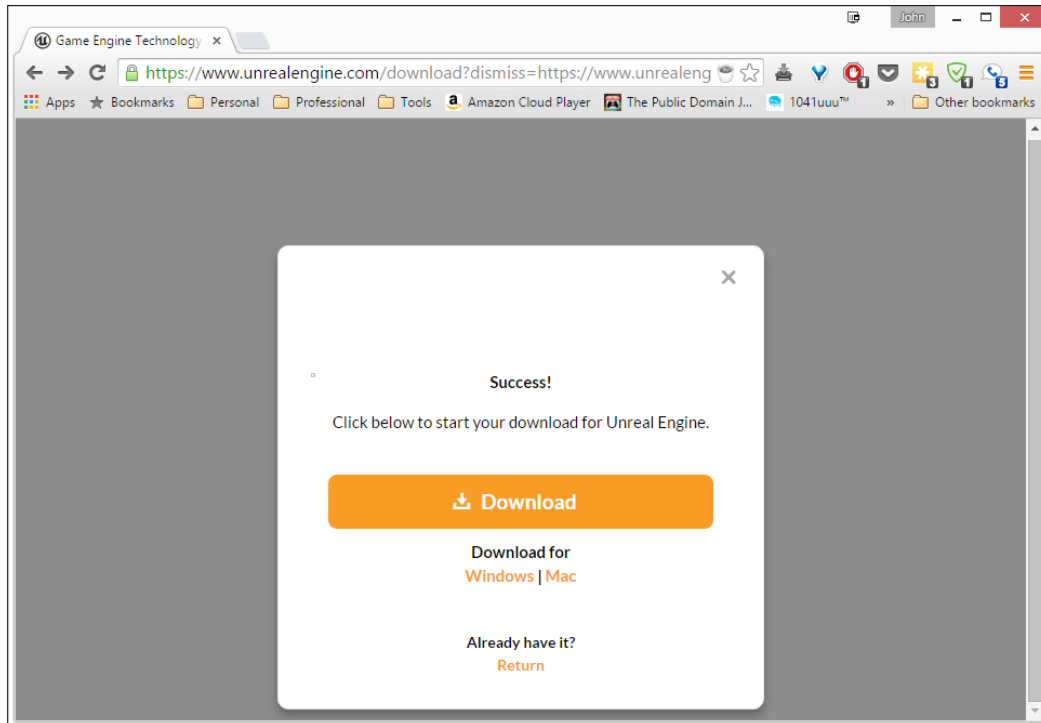 John
Game Engine Technology
https://www.unrealengine.com/download?dismiss=https://www.unrealeng
Apps Bookmarks Personal Professional Tools Amazon Cloud Player The Public Domain J... 1041uuu™ » Other bookmarks
Success!
Click below to start your download for Unreal Engine.
Download
Download for
Windows | Mac
Already have it?
Return